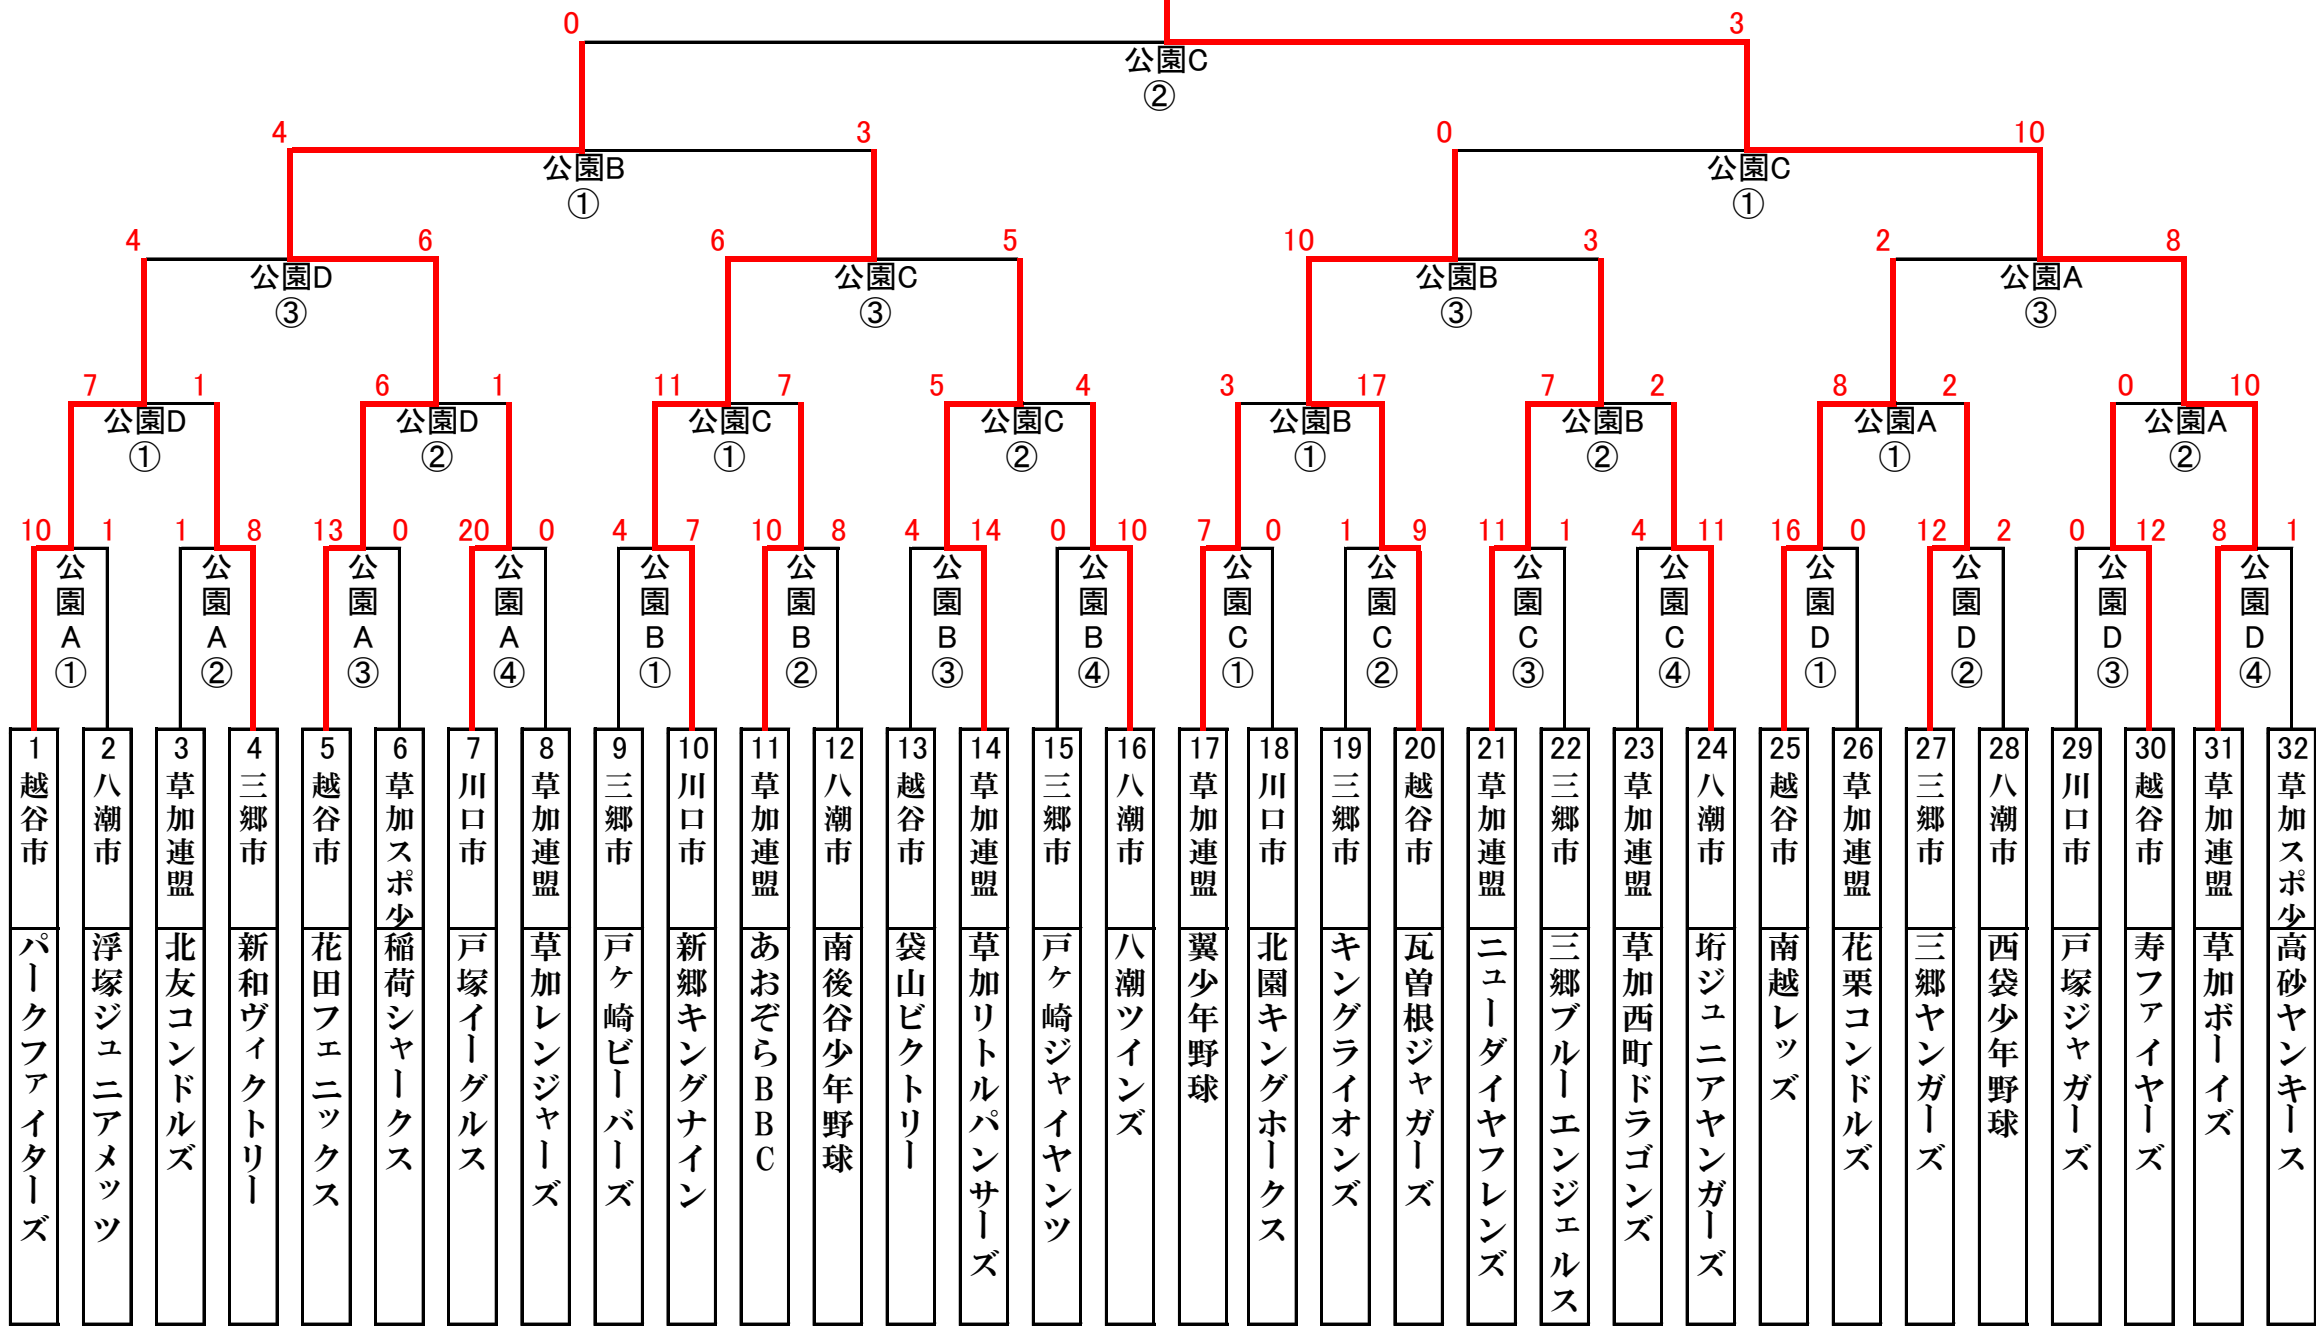 0 3
公園C
②
4 3 0 10
公園B 公園C
① ①
4 6 6 5 10 3 2 8
公園D 公園C 公園B 公園A
③ ③ ③ ③
7 1 6 1 11 7 5 4 3 17 7 2 8 2 0 10
公園D 公園D 公園C 公園C 公園B 公園B 公園A 公園A
① ② ① ② ① ② ① ②
10 1 1 8 13 0 20 0 4 7 10 8 4 14 0 10 7 0 1 9 11 1 4 11 16 0 12 2 0 12 8 1
公園A①
公園A②
公園A③
公園A④
公園B①
公園B②
公園B③
公園B④
公園C①
公園C②
公園C③
公園C④
公園D①
公園D②
公園D③
公園D④
1 越谷市 パークファイターズ
2 八潮市 浮塚ジュニアメッツ
3 草加連盟 北友コンドルズ
4 三郷市 新和ヴィクトリー
5 越谷市 花田フェニックス
6 草加スポ少 稲荷シャークス
7 川口市 戸塚イーグルス
8 草加連盟 草加レンジャーズ
9 三郷市 戸ヶ崎ビーバーズ
10 川口市 新郷キングナイン
11 草加連盟 あおぞらBBC
12 八潮市 南後谷少年野球
13 越谷市 袋山ビクトリー
14 草加連盟 草加リトルパンサーズ
15 三郷市 戸ヶ崎ジャイヤンツ
16 八潮市 八潮ツインズ
17 草加連盟 翼少年野球
18 川口市 北園キングホークス
19 三郷市 キングライオンズ
20 越谷市 瓦曽根ジャガーズ
21 草加連盟 ニューダイヤフレンズ
22 三郷市 三郷ブルーエンジェルス
23 草加連盟 草加西町ドラゴンズ
24 八潮市 垳ジュニアヤンガーズ
25 越谷市 南越レッズ
26 草加連盟 花栗コンドルズ
27 三郷市 三郷ヤンガーズ
28 八潮市 西袋少年野球
29 川口市 戸塚ジャガーズ
30 越谷市 寿ファイヤーズ
31 草加連盟 草加ボーイズ
32 草加スポ少 高砂ヤンキース